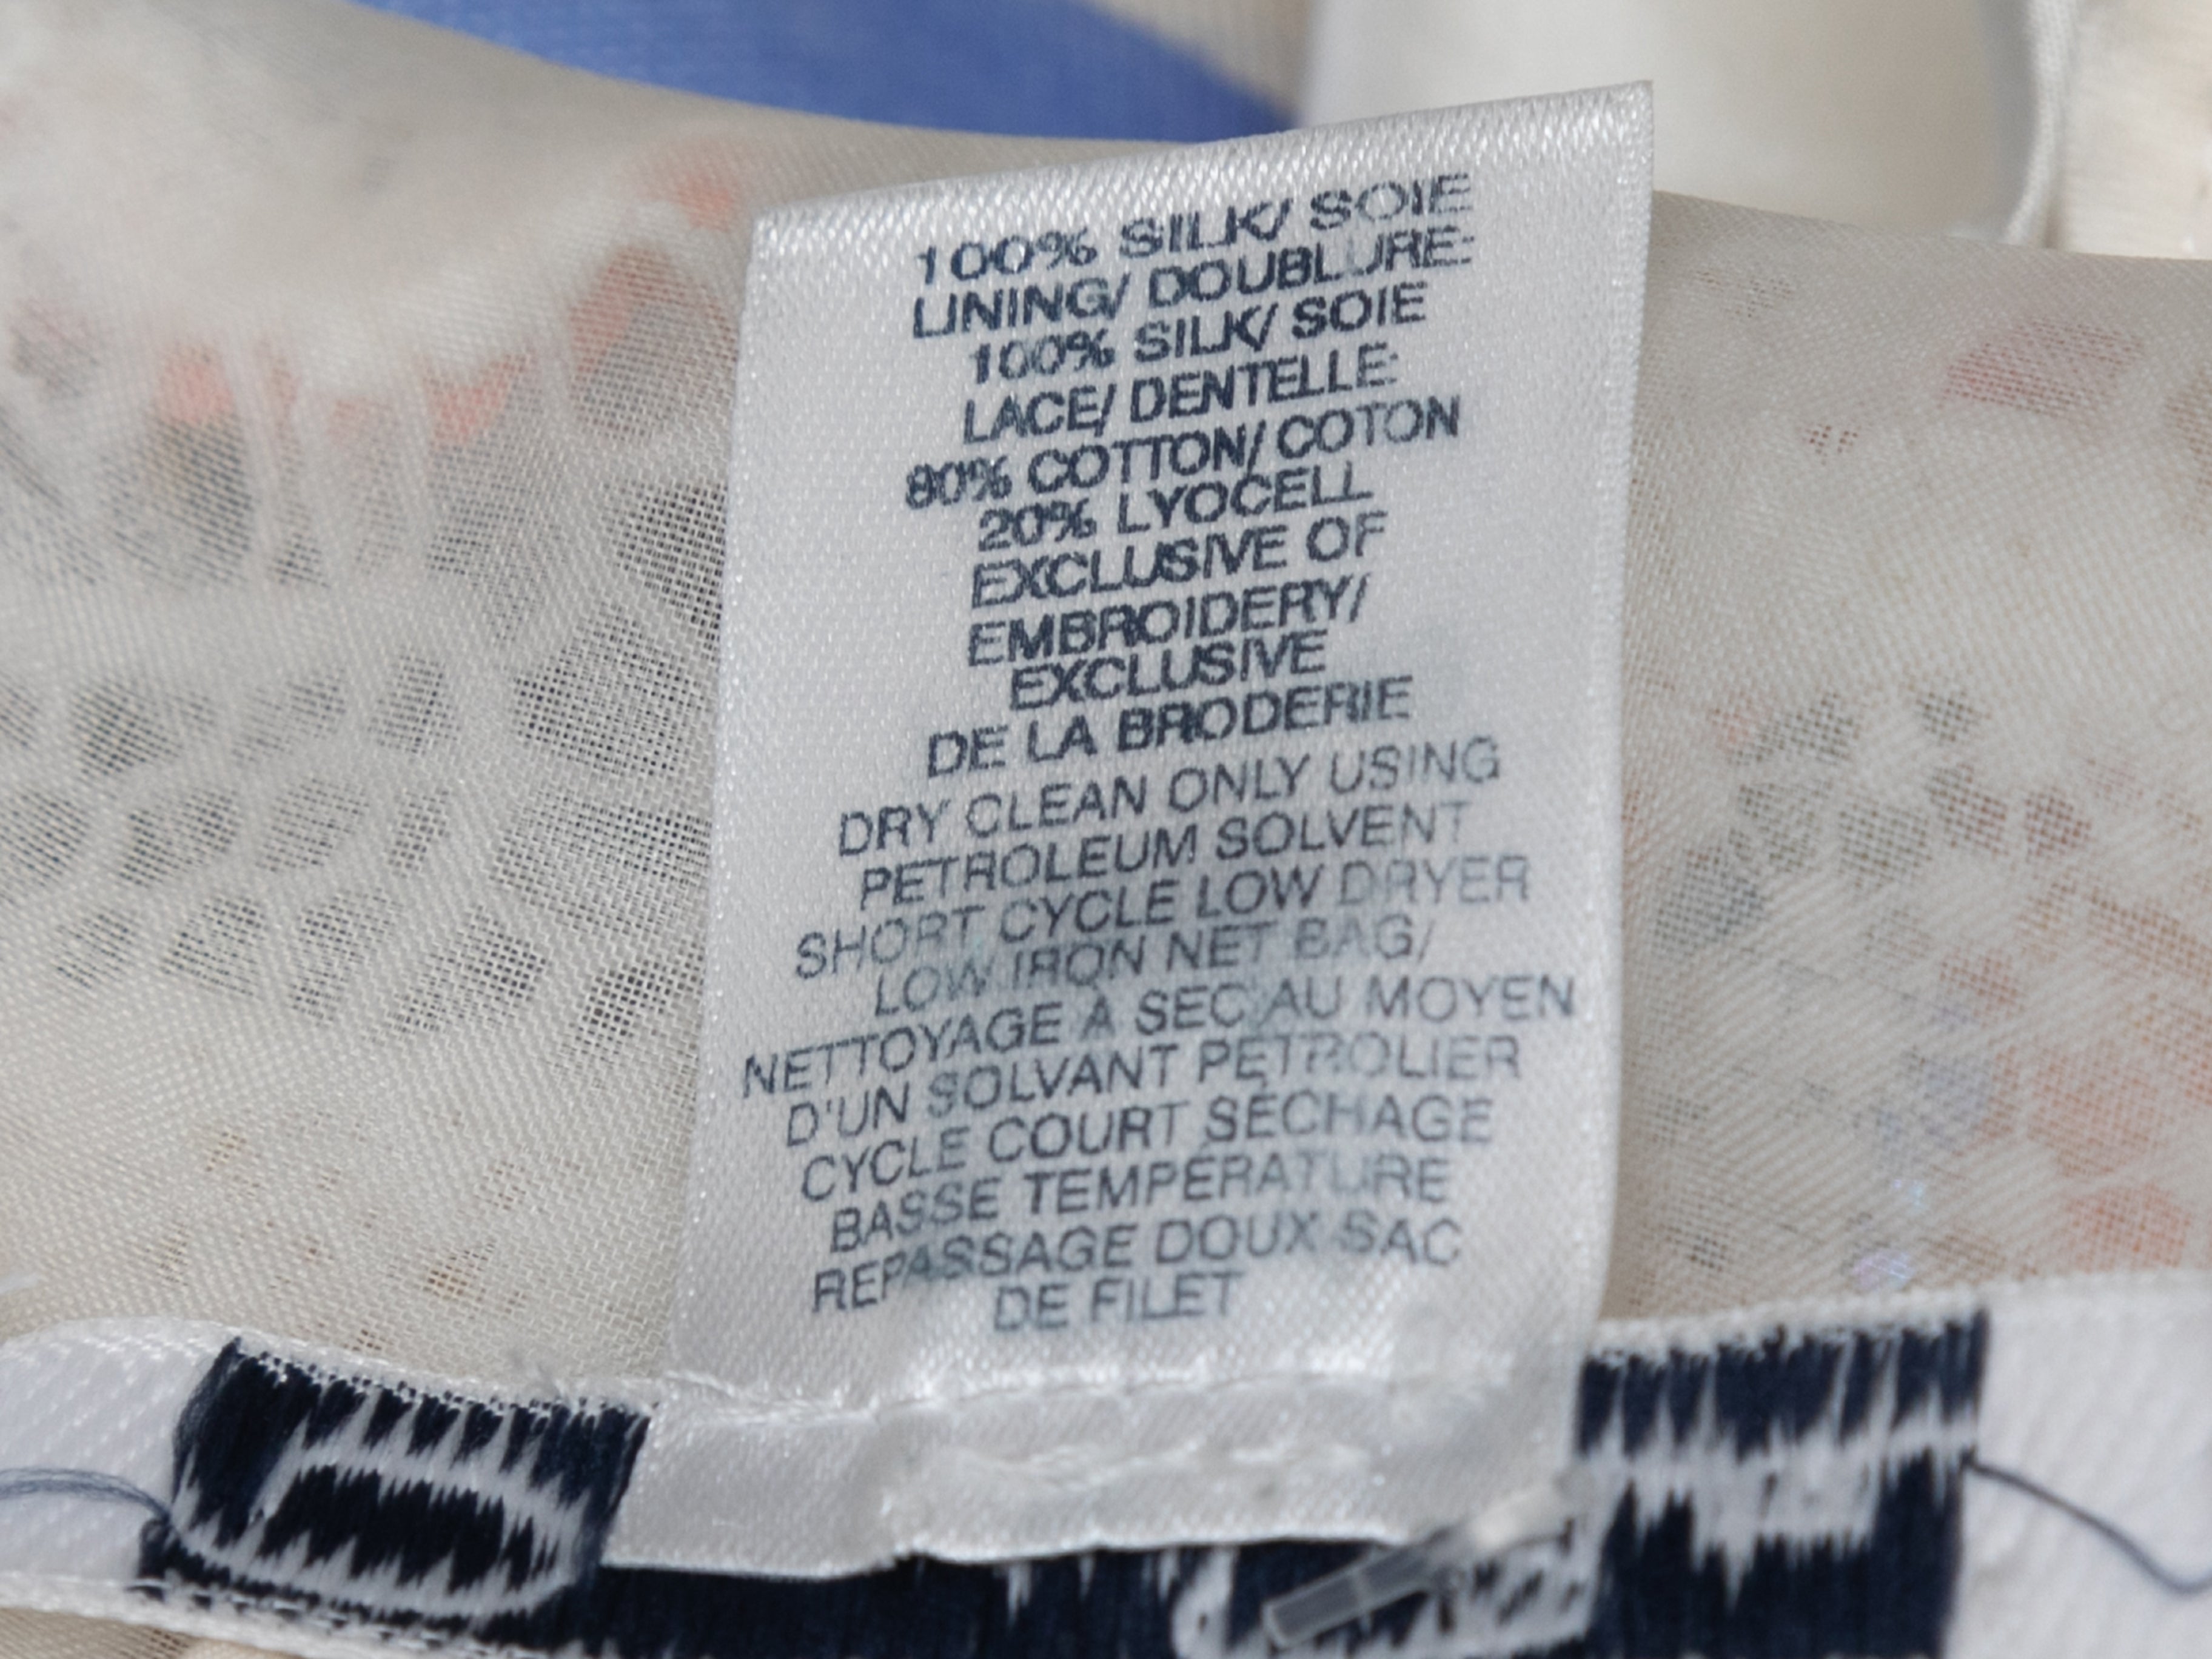 100% SILK/ SOIE
LINING/ DOUBLURE:
100% SILK/ SOIE
LACE/ DENTELLE:
80% COTTON/ COTON
20% LYOCELL
EXCLUSIVE OF
EMBROIDERY/
EXCLUSIVE
DE LA BRODERIE
DRY CLEAN ONLY USING
PETROLEUM SOLVENT
SHORT CYCLE LOW DRYER
LOW IRON NET BAG/
NETTOYAGE À SEC AU MOYEN
D'UN SOLVANT PETROLIER
CYCLE COURT SÉCHAGE
BASSE TEMPÉRATURE
REPASSAGE DOUX SAC
DE FILET